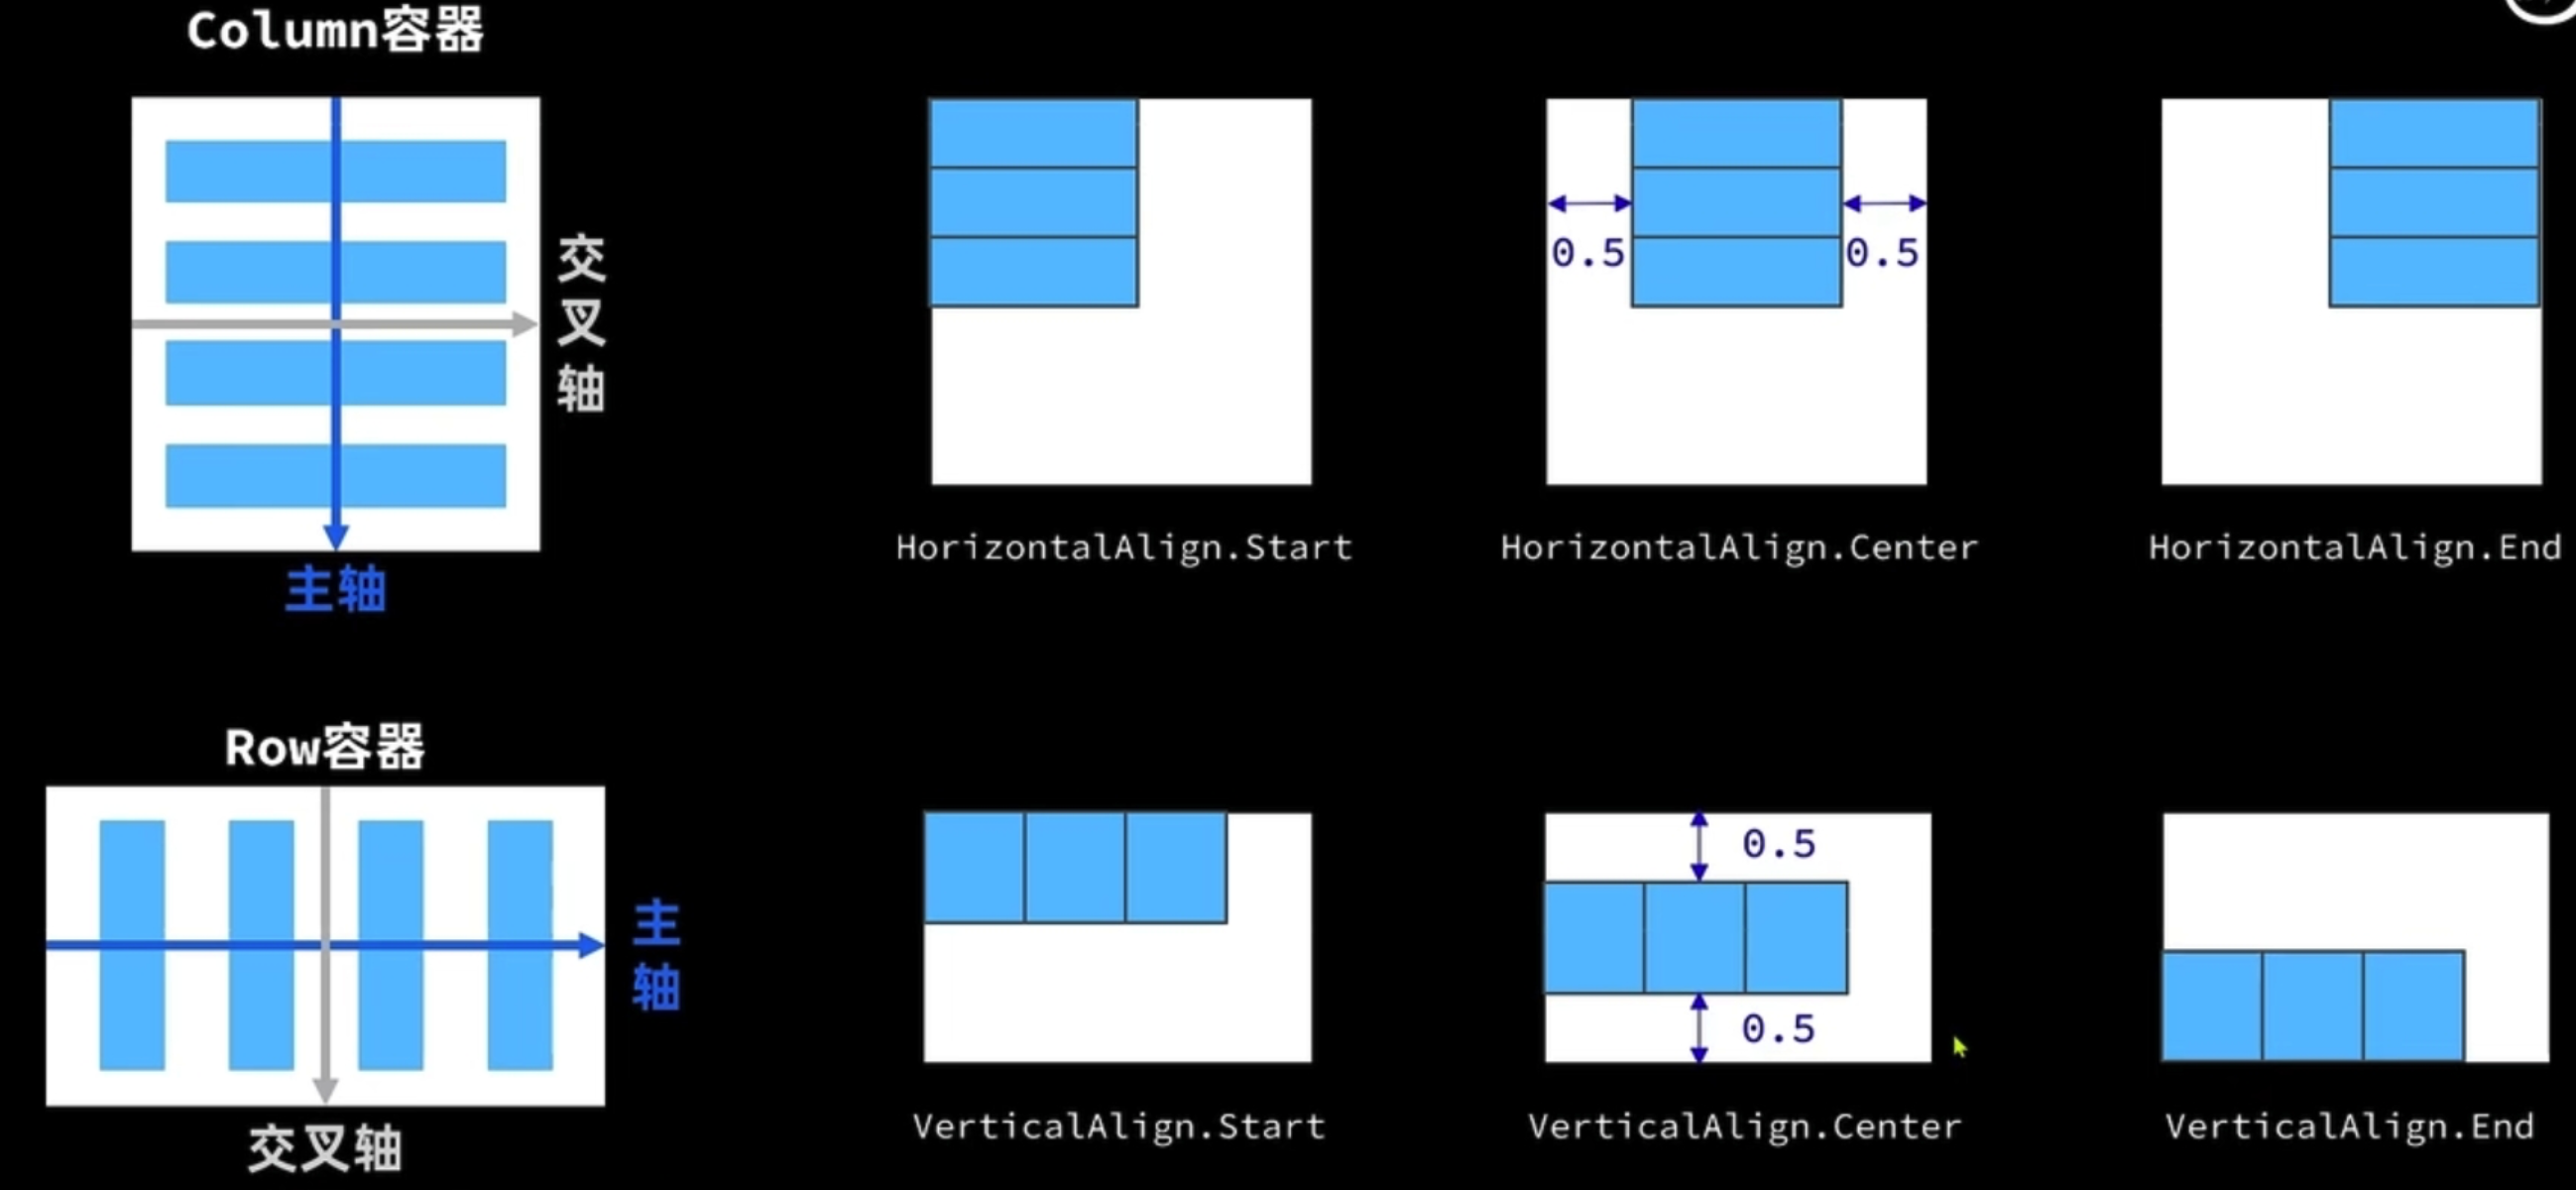 Column容器
交叉轴
主轴
0.5
0.5
HorizontalAlign.Start
HorizontalAlign.Center
HorizontalAlign.End
Row容器
主轴
交叉轴
0.5
0.5
VerticalAlign.Start
VerticalAlign.Center
VerticalAlign.End